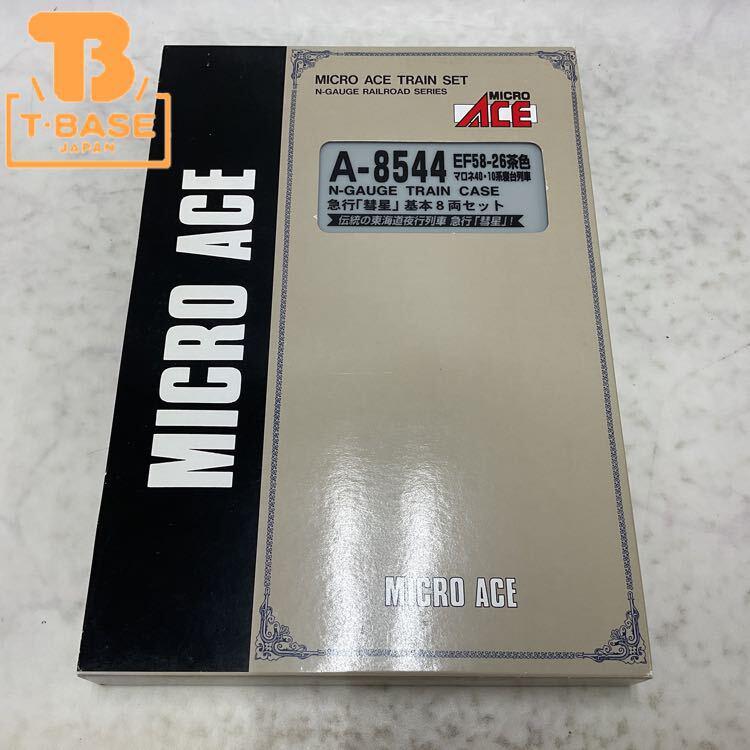 T·BASE
JAPAN
MICRO ACE
MICRO ACE TRAIN SET
N-GAUGE RAILROAD SERIES
MICRO
ACE
A-8544 EF58-26茶色
マロネ40・10系寝台列車
N-GAUGE TRAIN CASE
急行「彗星」基本8両セット
伝統の東海道夜行列車 急行「彗星」!
MICRO ACE